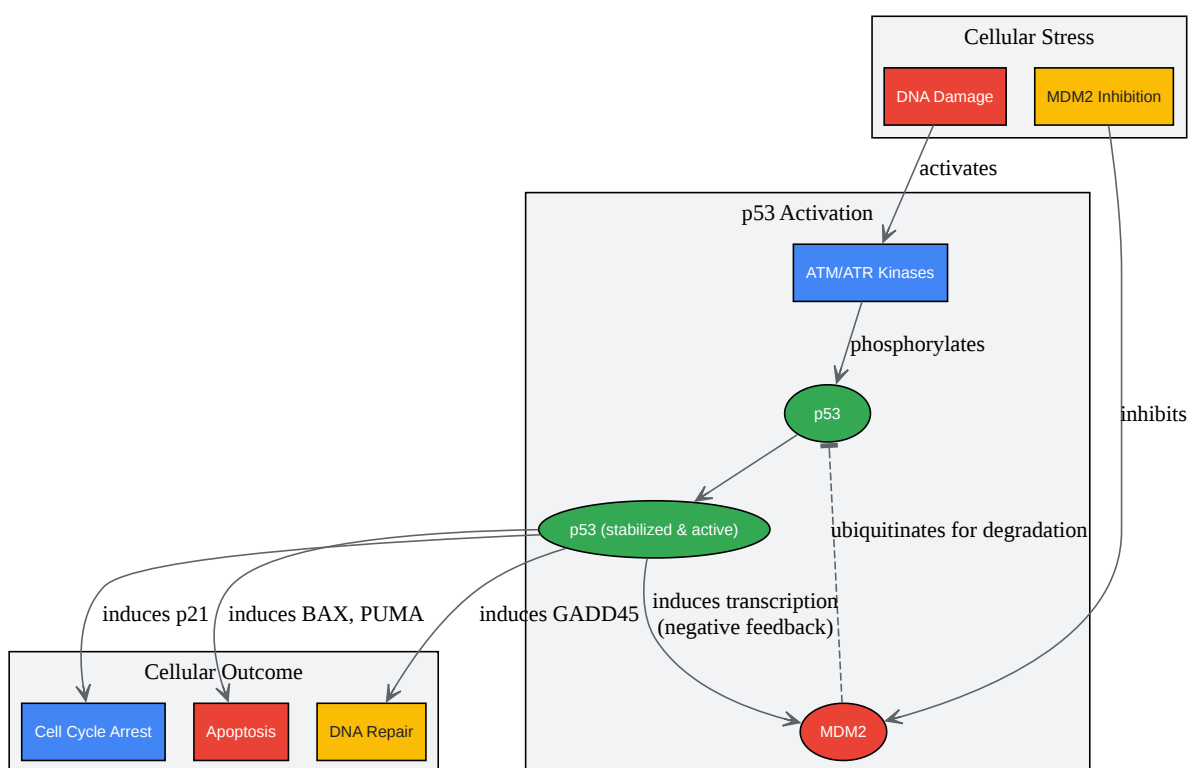 Cellular Stress
DNA Damage
MDM2 Inhibition
activates
p53 Activation
ATM/ATR Kinases
phosphorylates
p53
inhibits
p53 (stabilized & active)
ubiquitinates for degradation
induces p21
induces BAX, PUMA
induces GADD45
induces transcription
(negative feedback)
Cellular Outcome
Cell Cycle Arrest
Apoptosis
DNA Repair
MDM2